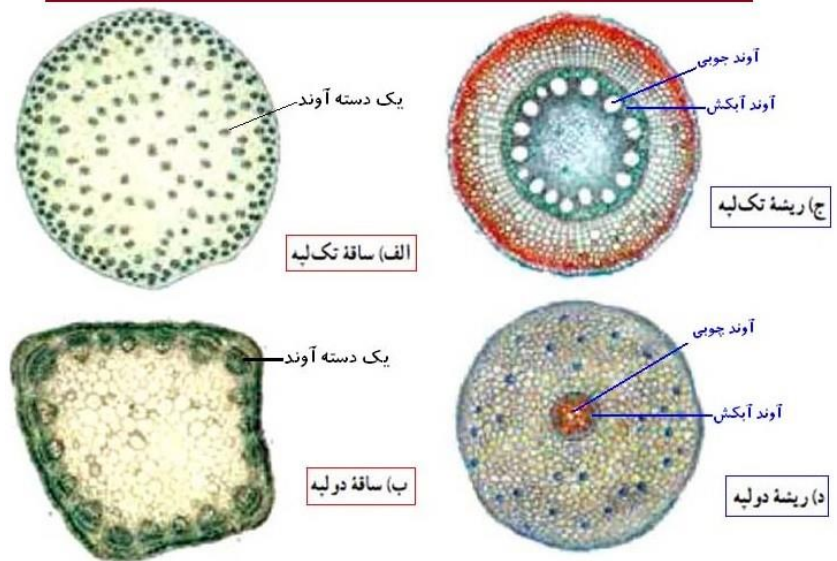 یک دسته آوند
الف) ساقهٔ تک‌لپه
آوند چوبی
آوند آبکش
ج) ریشهٔ تک‌لپه
یک دسته آوند
ب) ساقهٔ دولپه
آوند چوبی
آوند آبکش
د) ریشهٔ دولپه